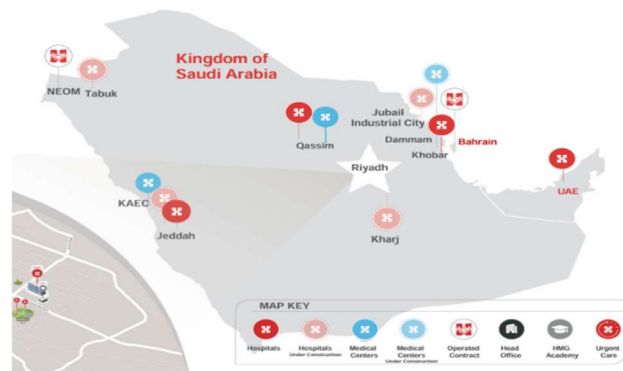 Kingdom of
Saudi Arabia
NEOM
Tabuk
Jubail
Industrial City
Dammam
Bahrain
Khobar
Qassim
Riyadh
UAE
KAEC
Jeddah
Kharj
MAP KEY
Hospitals
Hospitals
Under Construction
Medical
Centers
Medical
Centers
Under Construction
Operated
Contract
Head
Office
HMG
Academy
Urgent
Care